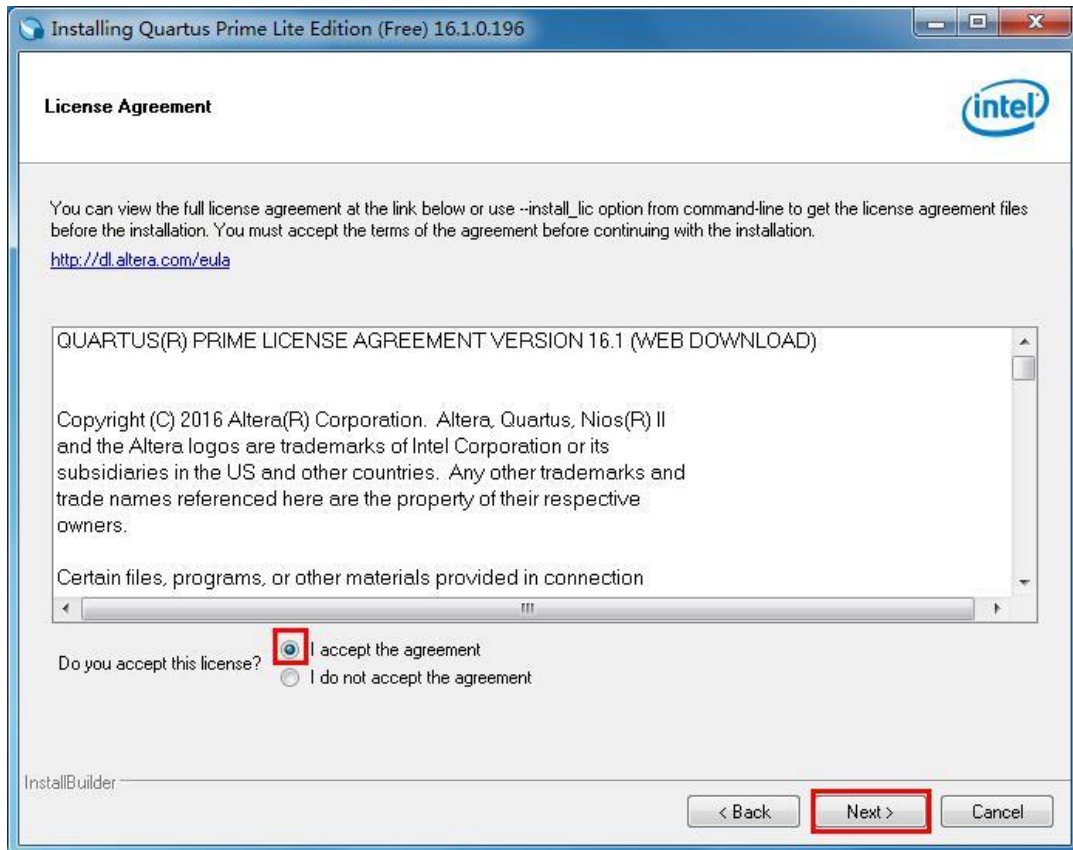 Installing Quartus Prime Lite Edition (Free) 16.1.0.196
License Agreement
intel
You can view the full license agreement at the link below or use --install_lic option from command-line to get the license agreement files
before the installation. You must accept the terms of the agreement before continuing with the installation.
http://dl.altera.com/eula
QUARTUS(R) PRIME LICENSE AGREEMENT VERSION 16.1 (WEB DOWNLOAD)
Copyright (C) 2016 Altera(R) Corporation. Altera, Quartus, Nios(R) II
and the Altera logos are trademarks of Intel Corporation or its
subsidiaries in the US and other countries. Any other trademarks and
trade names referenced here are the property of their respective
owners.
Certain files, programs, or other materials provided in connection
Do you accept this license?
I accept the agreement
I do not accept the agreement
InstallBuilder
< Back
Next >
Cancel